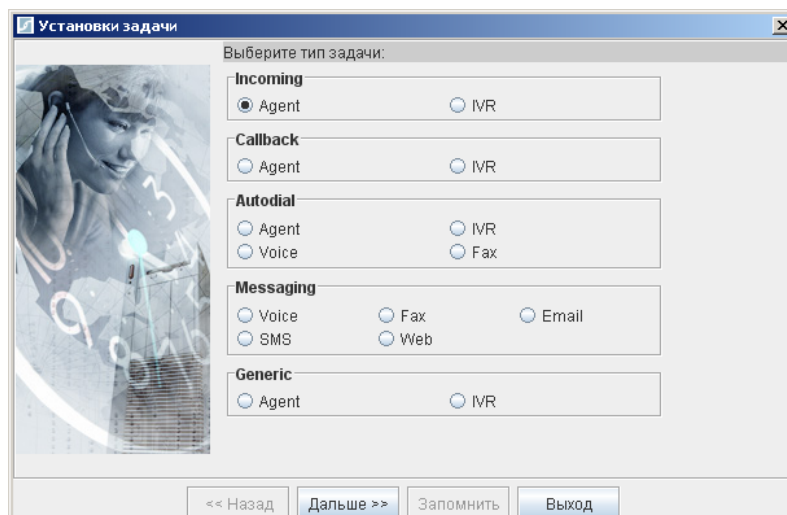 Установки задачи
Выберите тип задачи:
Incoming
Agent IVR
Callback
Agent IVR
Autodial
Agent IVR
Voice Fax
Messaging
Voice Fax Email
SMS Web
Generic
Agent IVR
<< Назад Дальше >> Запомнить Выход